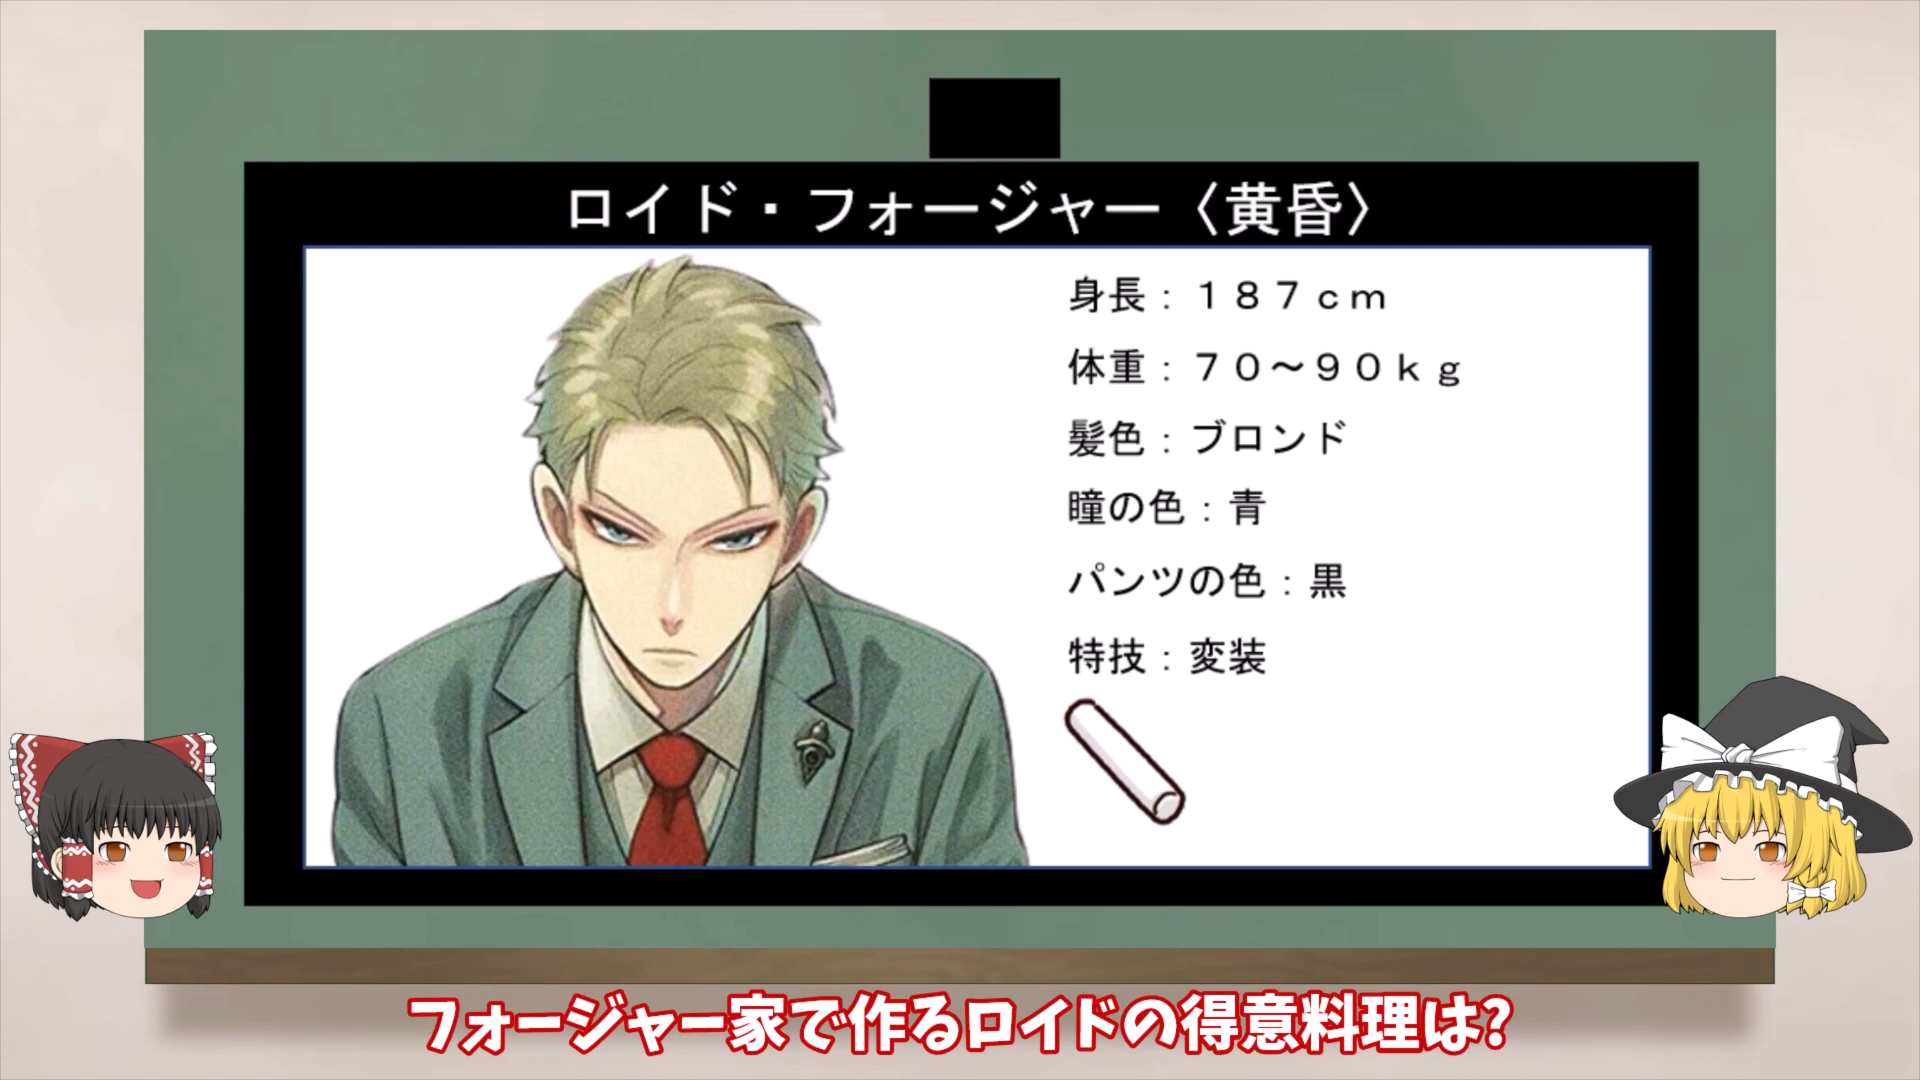 ロイド・フォージャー〈黄昏〉
身長：１８７ｃｍ
体重：７０～９０ｋｇ
髪色：ブロンド
瞳の色：青
パンツの色：黒
特技：変装
フォージャー家で作るロイドの得意料理は?